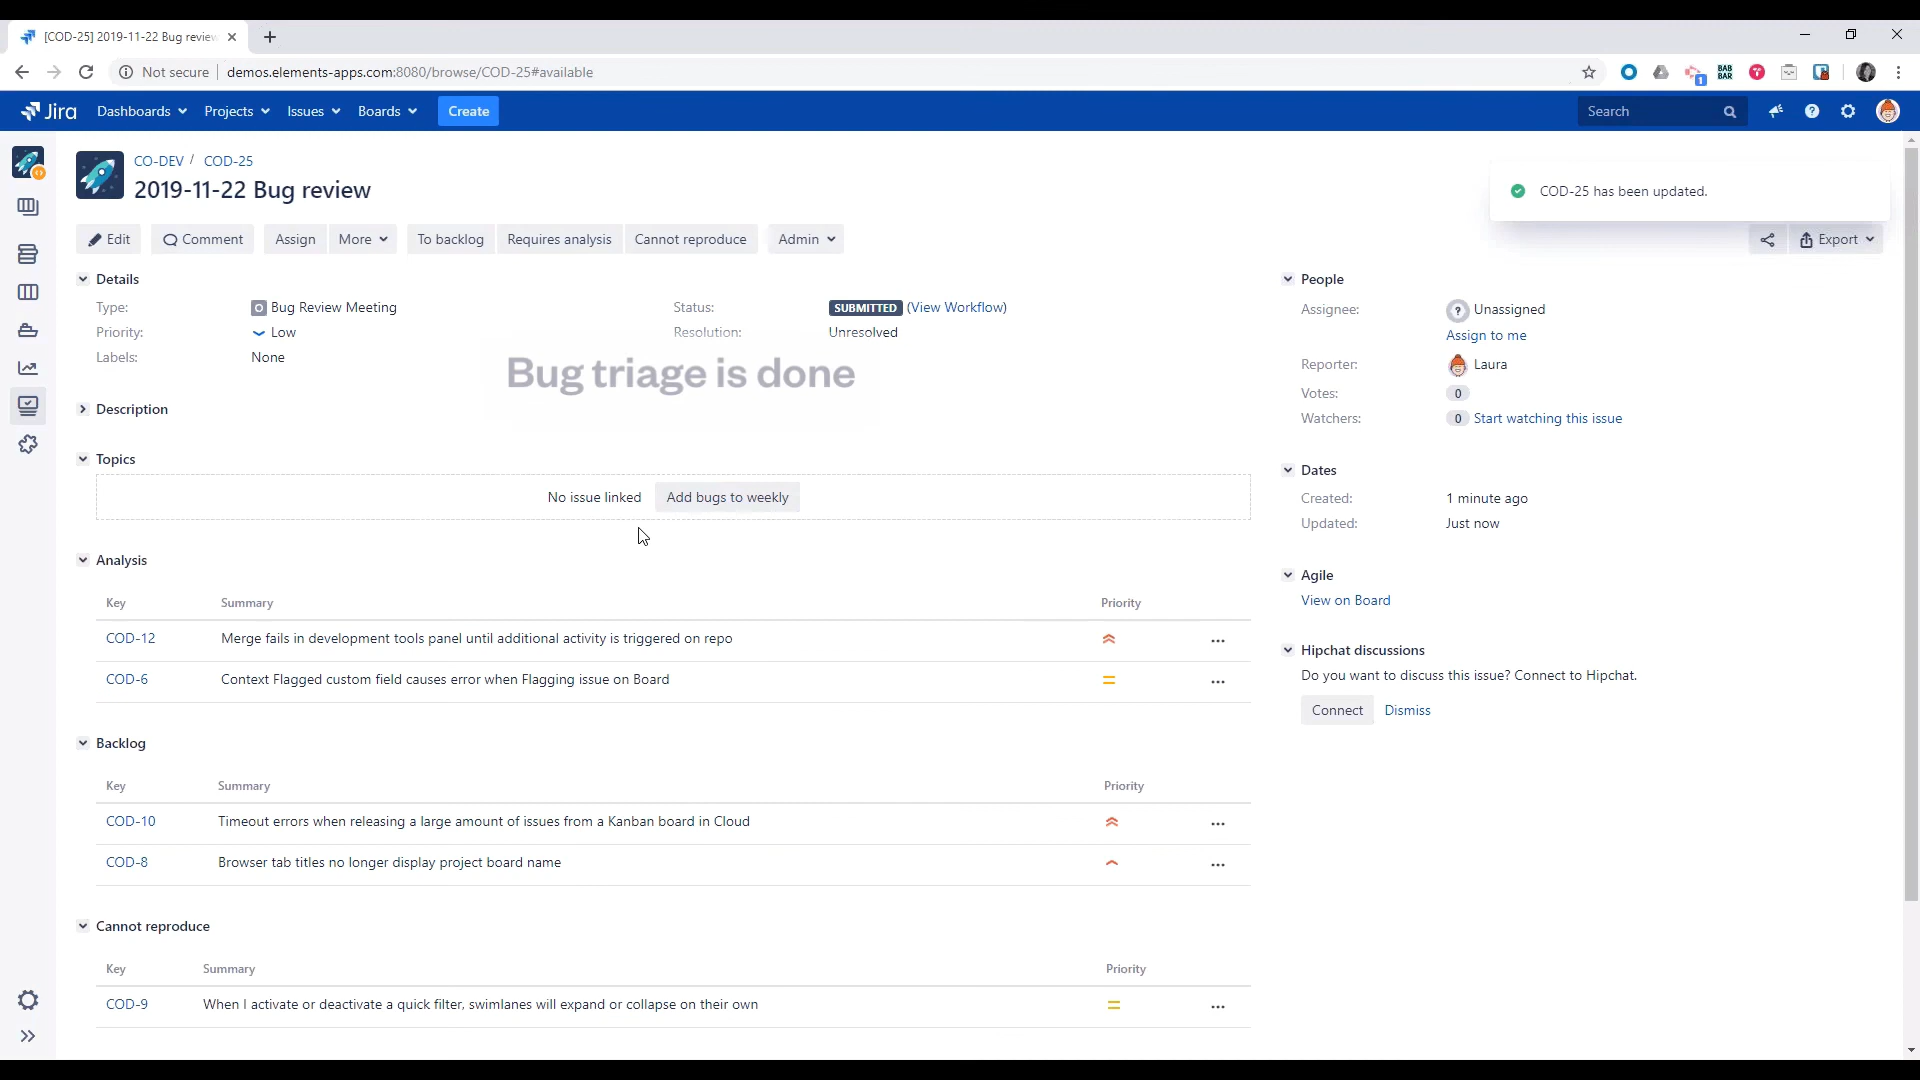 [COD-25] 2019-11-22 Bug review
Not secure | demos.elements-apps.com:8080/browse/COD-25#available
BAB
BAR
1
Jira Dashboards Projects Issues Boards Create Search
CO-DEV / COD-25
2019-11-22 Bug review
COD-25 has been updated.
Edit Comment Assign More To backlog Requires analysis Cannot reproduce Admin Export
Details
Type: Bug Review Meeting Status: SUBMITTED (View Workflow)
Priority: Low Resolution: Unresolved
Labels: None
Bug triage is done
Description
Topics
No issue linked Add bugs to weekly
Analysis
Key Summary Priority
COD-12 Merge fails in development tools panel until additional activity is triggered on repo
COD-6 Context Flagged custom field causes error when Flagging issue on Board
Backlog
Key Summary Priority
COD-10 Timeout errors when releasing a large amount of issues from a Kanban board in Cloud
COD-8 Browser tab titles no longer display project board name
Cannot reproduce
Key Summary Priority
COD-9 When I activate or deactivate a quick filter, swimlanes will expand or collapse on their own
People
Assignee: Unassigned
Assign to me
Reporter: Laura
Votes: 0
Watchers: 0 Start watching this issue
Dates
Created: 1 minute ago
Updated: Just now
Agile
View on Board
Hipchat discussions
Do you want to discuss this issue? Connect to Hipchat.
Connect Dismiss